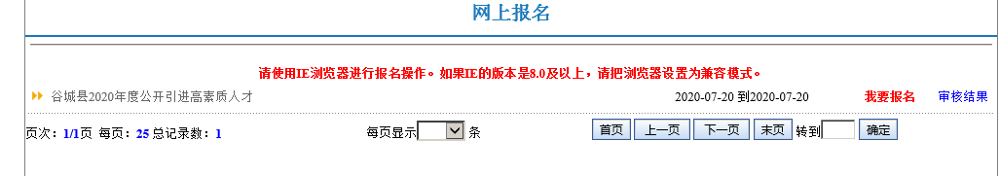 网上报名
请使用IE浏览器进行报名操作。如果IE的版本是8.0及以上，请把浏览器设置为兼容模式。
谷城县2020年度公开引进高素质人才 2020-07-20 到2020-07-20 我要报名 审核结果
页次：1/1页 每页：25 总记录数：1 每页显示 条 首页 上一页 下一页 末页 转到 确定